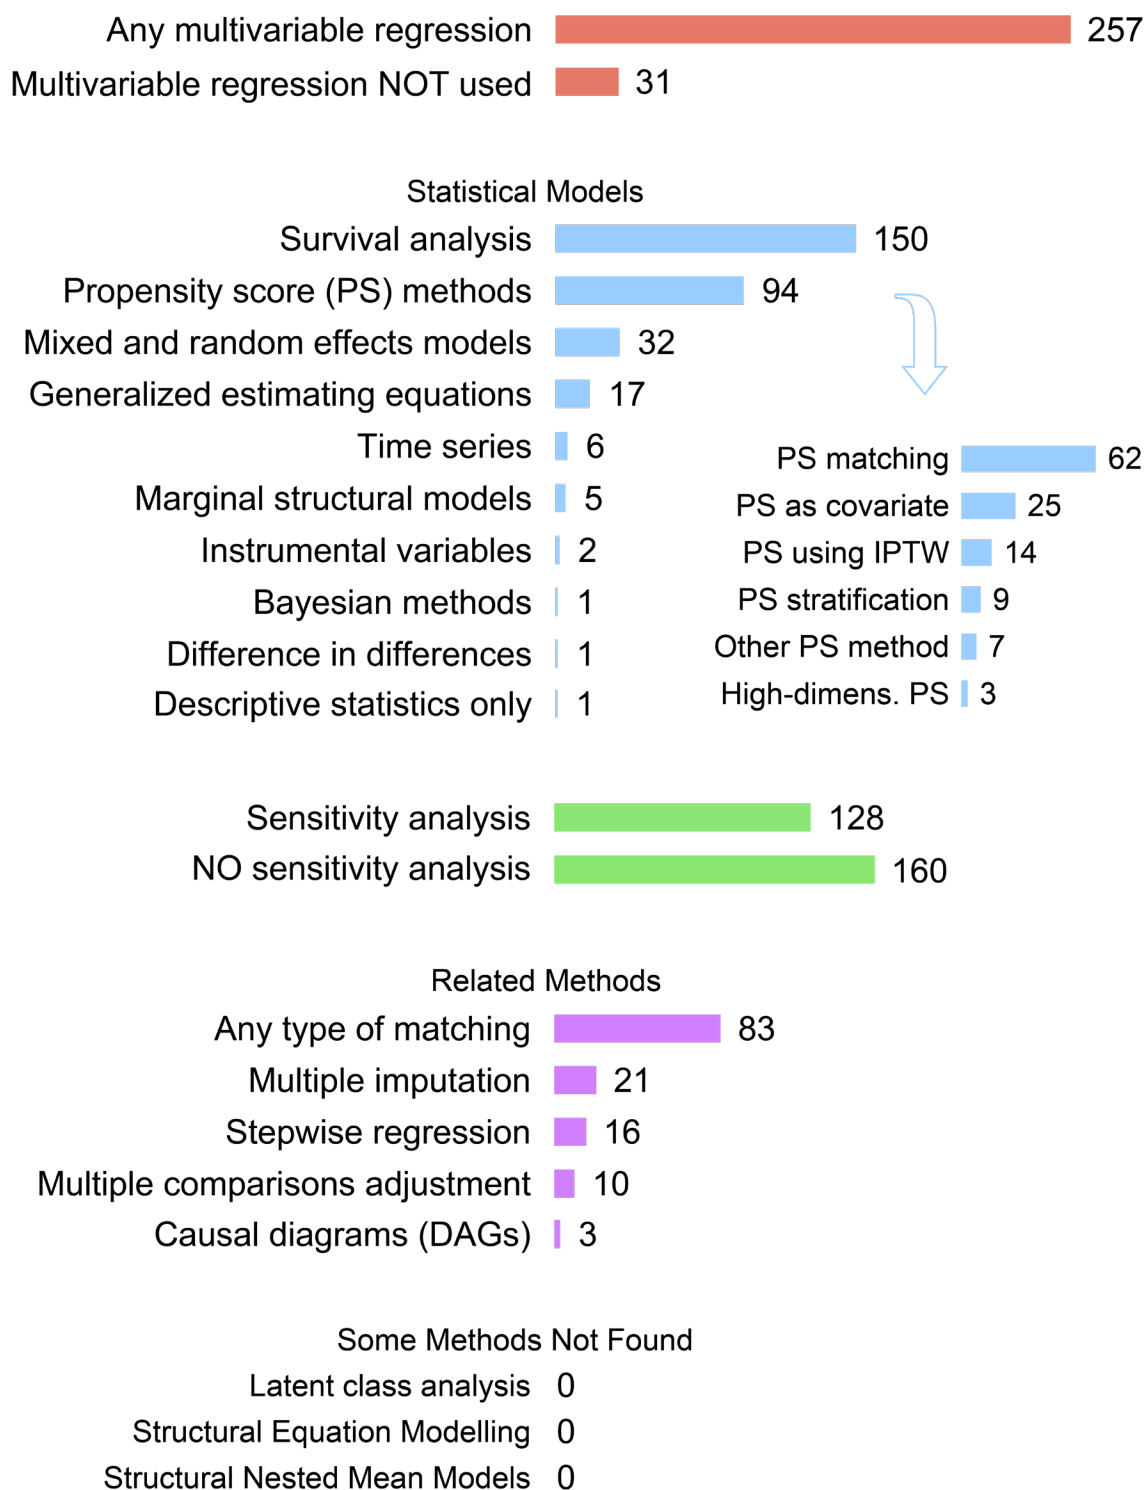 Any multivariable regression 257
Multivariable regression NOT used 31
Statistical Models
Survival analysis 150
Propensity score (PS) methods 94
Mixed and random effects models 32
Generalized estimating equations 17
Time series 6
Marginal structural models 5
Instrumental variables 2
Bayesian methods 1
Difference in differences 1
Descriptive statistics only 1
PS matching 62
PS as covariate 25
PS using IPTW 14
PS stratification 9
Other PS method 7
High-dimens. PS 3
Sensitivity analysis 128
NO sensitivity analysis 160
Related Methods
Any type of matching 83
Multiple imputation 21
Stepwise regression 16
Multiple comparisons adjustment 10
Causal diagrams (DAGs) 3
Some Methods Not Found
Latent class analysis 0
Structural Equation Modelling 0
Structural Nested Mean Models 0